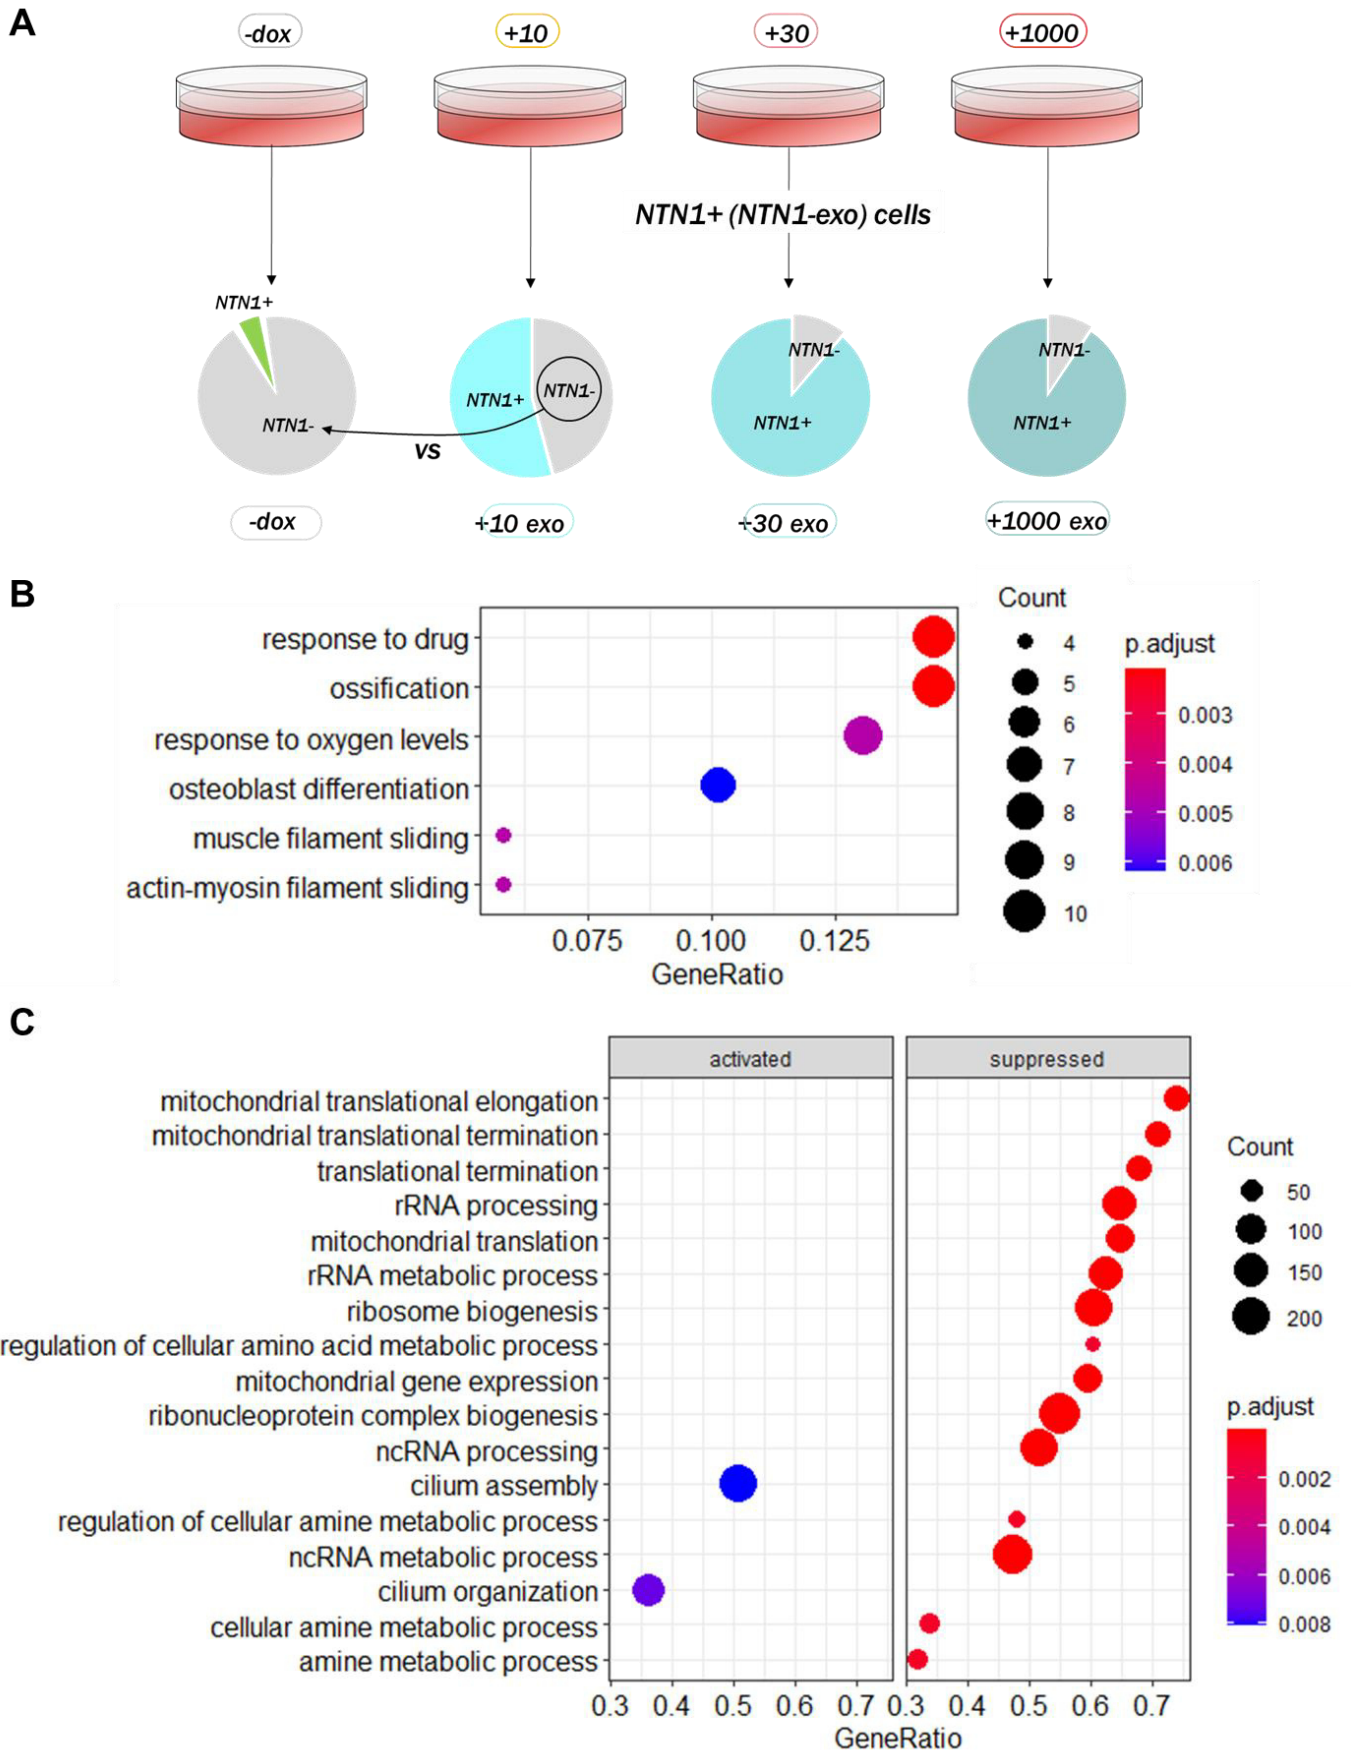 A
-dox
+10
+30
+1000
NTN1+ (NTN1-exo) cells
NTN1+
NTN1-
NTN1+
NTN1-
NTN1-
NTN1+
NTN1-
NTN1+
vs
-dox
+10 exo
+30 exo
+1000 exo
B
response to drug
ossification
response to oxygen levels
osteoblast differentiation
muscle filament sliding
actin-myosin filament sliding
0.075
0.100
0.125
GeneRatio
Count
4
5
6
7
8
9
10
p.adjust
0.003
0.004
0.005
0.006
C
activated
suppressed
mitochondrial translational elongation
mitochondrial translational termination
translational termination
rRNA processing
mitochondrial translation
rRNA metabolic process
ribosome biogenesis
regulation of cellular amino acid metabolic process
mitochondrial gene expression
ribonucleoprotein complex biogenesis
ncRNA processing
cilium assembly
regulation of cellular amine metabolic process
ncRNA metabolic process
cilium organization
cellular amine metabolic process
amine metabolic process
0.3 0.4 0.5 0.6 0.7 0.3 0.4 0.5 0.6 0.7
GeneRatio
Count
50
100
150
200
p.adjust
0.002
0.004
0.006
0.008